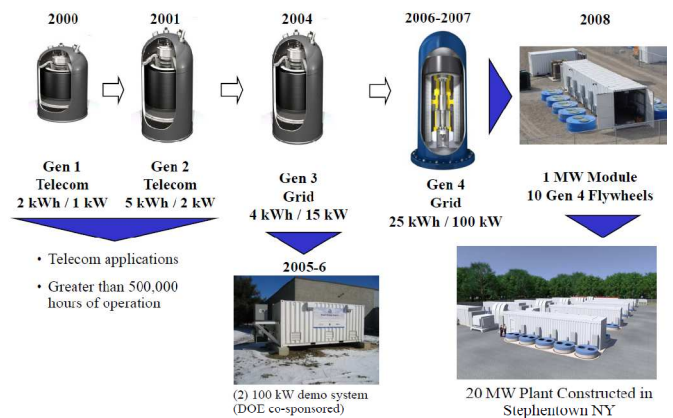 2000
2001
2004
2006-2007
2008
Gen 1
Telecom
2 kWh / 1 kW
Gen 2
Telecom
5 kWh / 2 kW
Gen 3
Grid
4 kWh / 15 kW
Gen 4
Grid
25 kWh / 100 kW
1 MW Module
10 Gen 4 Flywheels
• Telecom applications
• Greater than 500,000
hours of operation
2005-6
(2) 100 kW demo system
(DOE co-sponsored)
20 MW Plant Constructed in
Stephentown NY